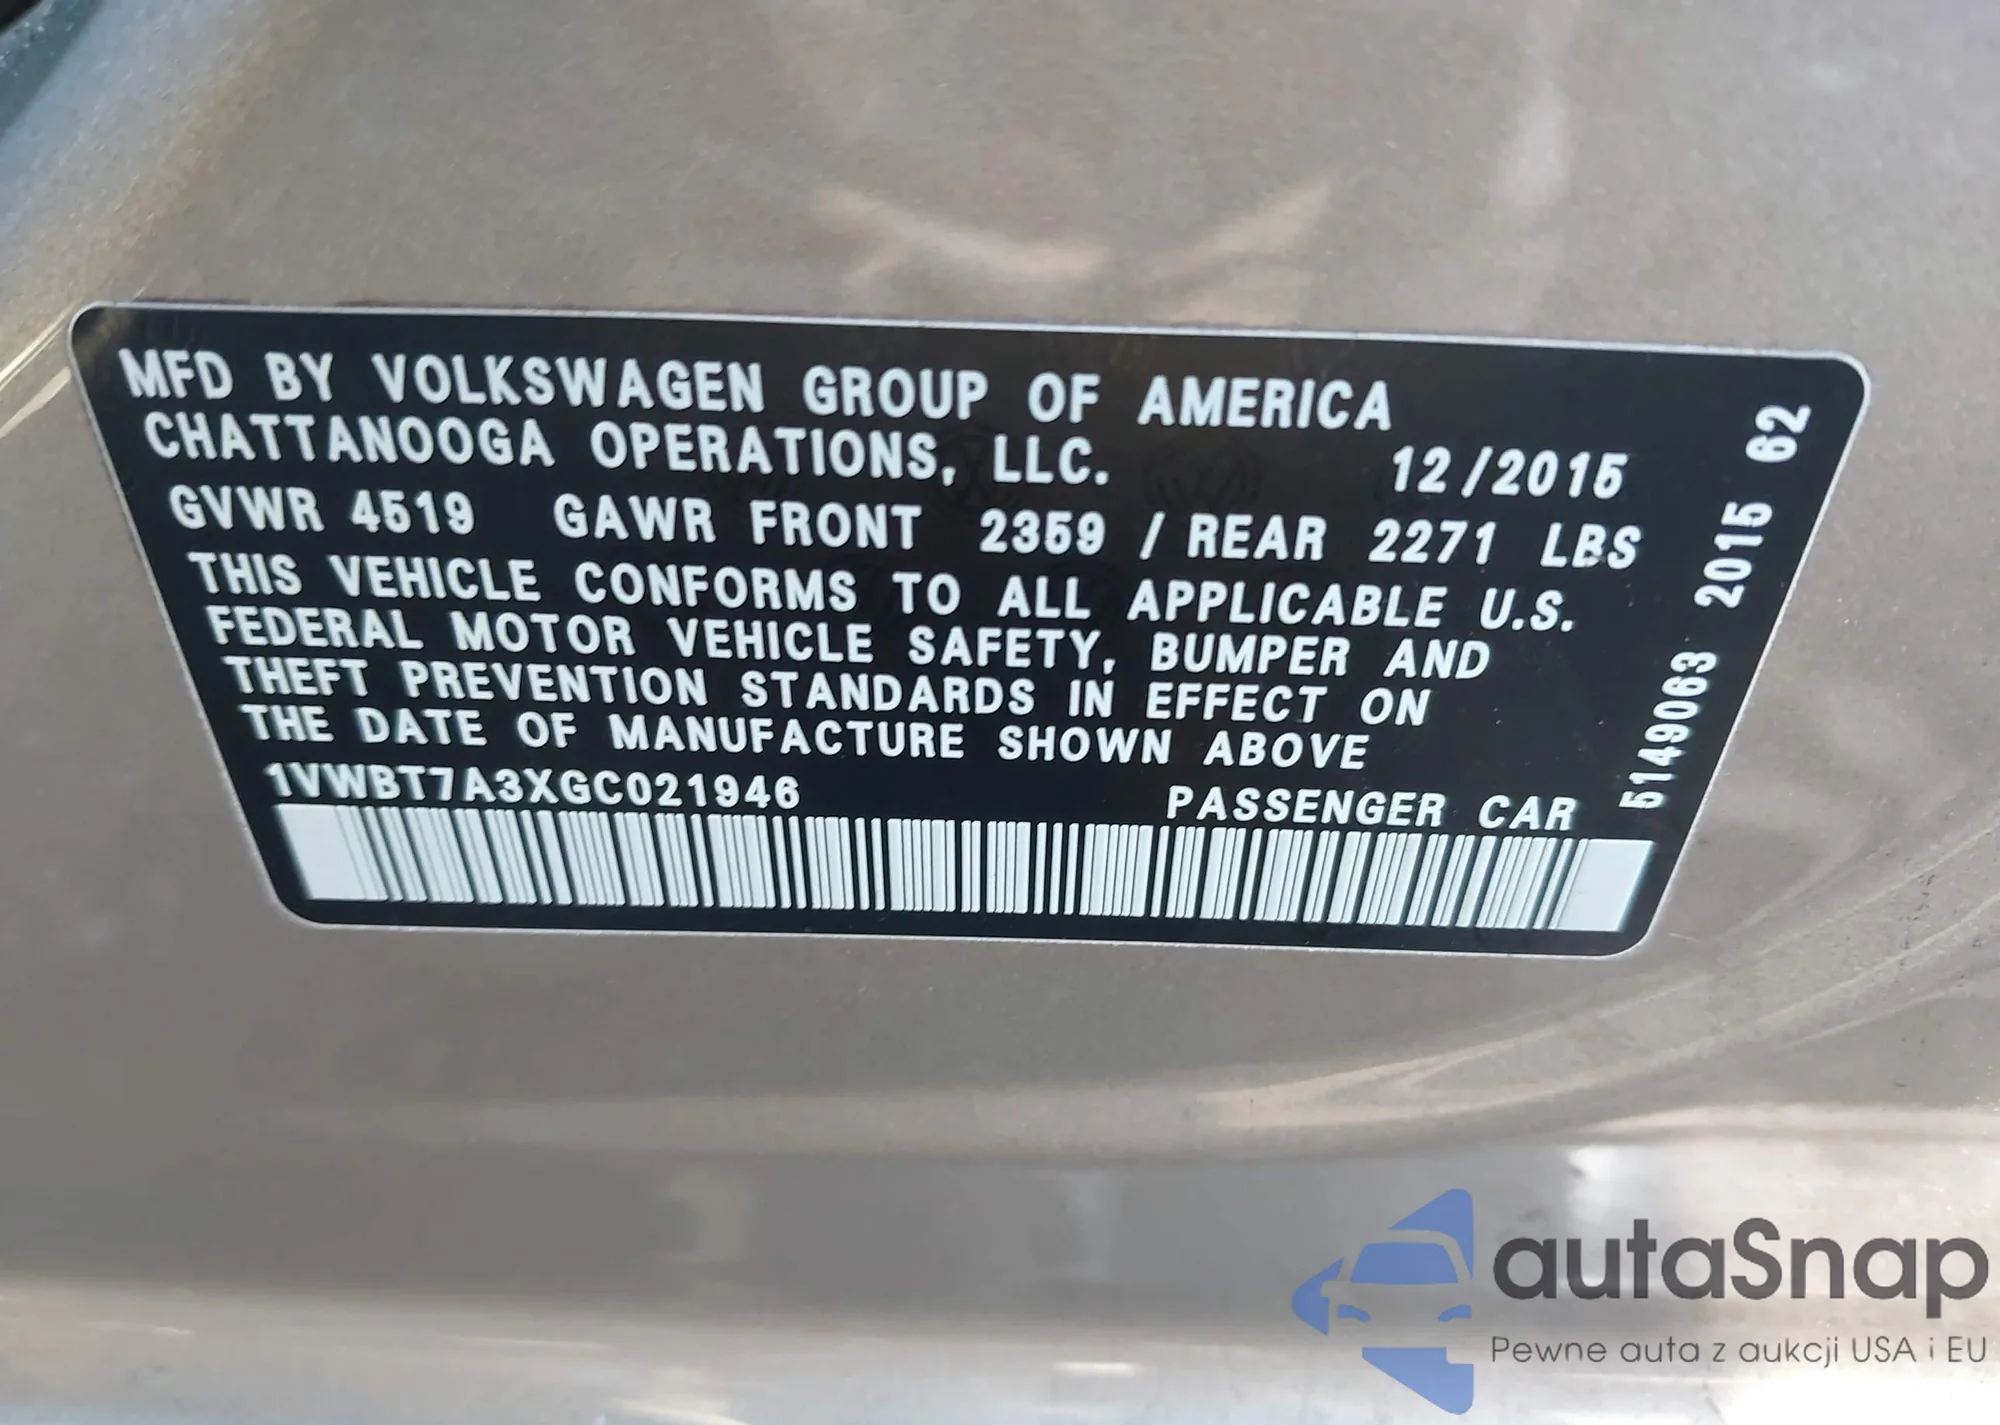 MFD BY VOLKSWAGEN GROUP OF AMERICA
CHATTANOOGA OPERATIONS, LLC. 12/2015
GVWR 4519 GAWR FRONT 2359 / REAR 2271 LBS
THIS VEHICLE CONFORMS TO ALL APPLICABLE U.S.
FEDERAL MOTOR VEHICLE SAFETY, BUMPER AND
THEFT PREVENTION STANDARDS IN EFFECT ON
THE DATE OF MANUFACTURE SHOWN ABOVE
1VWBT7A3XGC021946 PASSENGER CAR
5149063 2015 62
autaSnap
Pewne auta z aukcji USA i EU